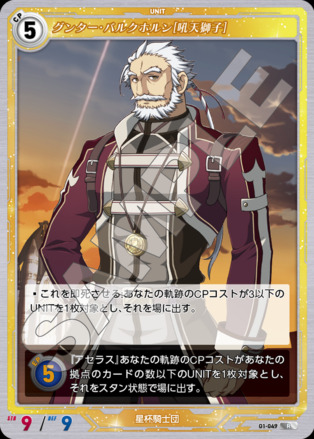 UNIT
CP
5
グンター・バルクホルン[吼天獅子]
SAMPLE
・これを即死させる:あなたの軌跡のCPコストが3以下の
UNITを1枚対象とし、それを場に出す。
5
[アセラス]あなたの軌跡のCPコストがあなたの
拠点のカードの数以下のUNITを1枚対象とし、
それをスタン状態で場に出す。
9 / 9
星杯騎士団
01-049